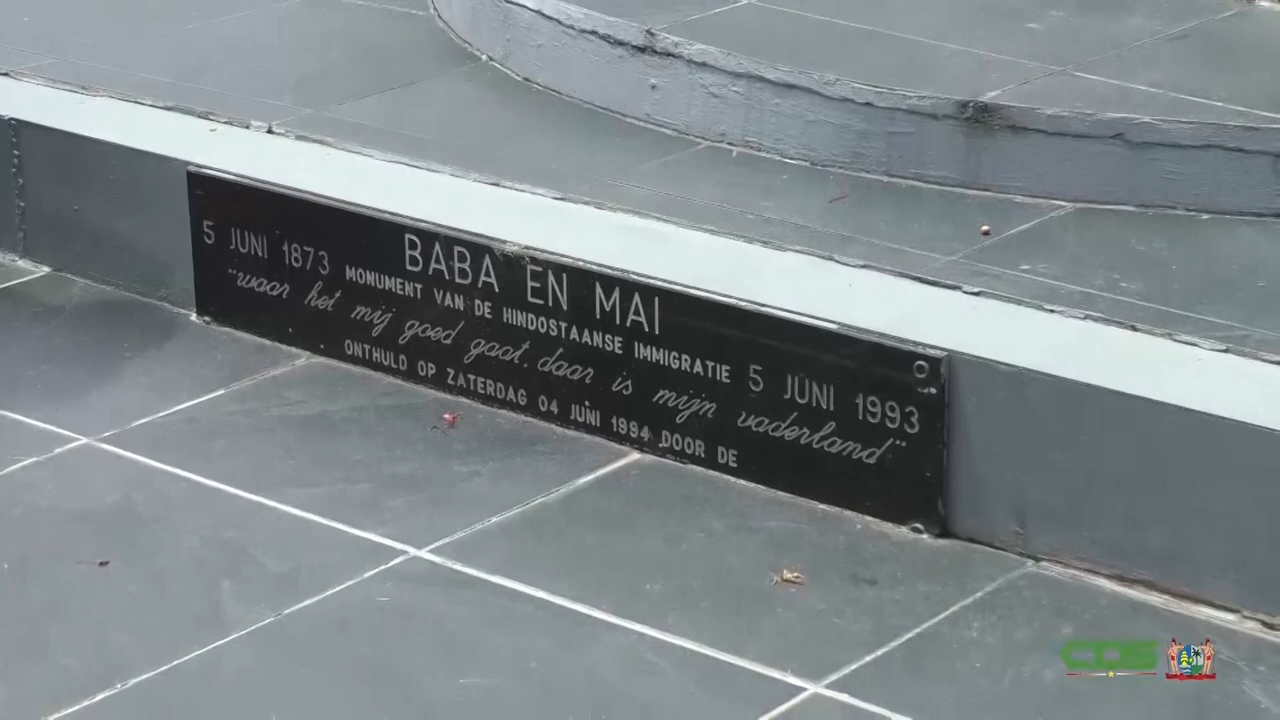 BABA EN MAI
5 JUNI 1873 MONUMENT VAN DE HINDOSTAANSE IMMIGRATIE 5 JUNI 1993
"waar het mij goed gaat, daar is mijn vaderland"
ONTHULD OP ZATERDAG 04 JUNI 1994 DOOR DE
CDS